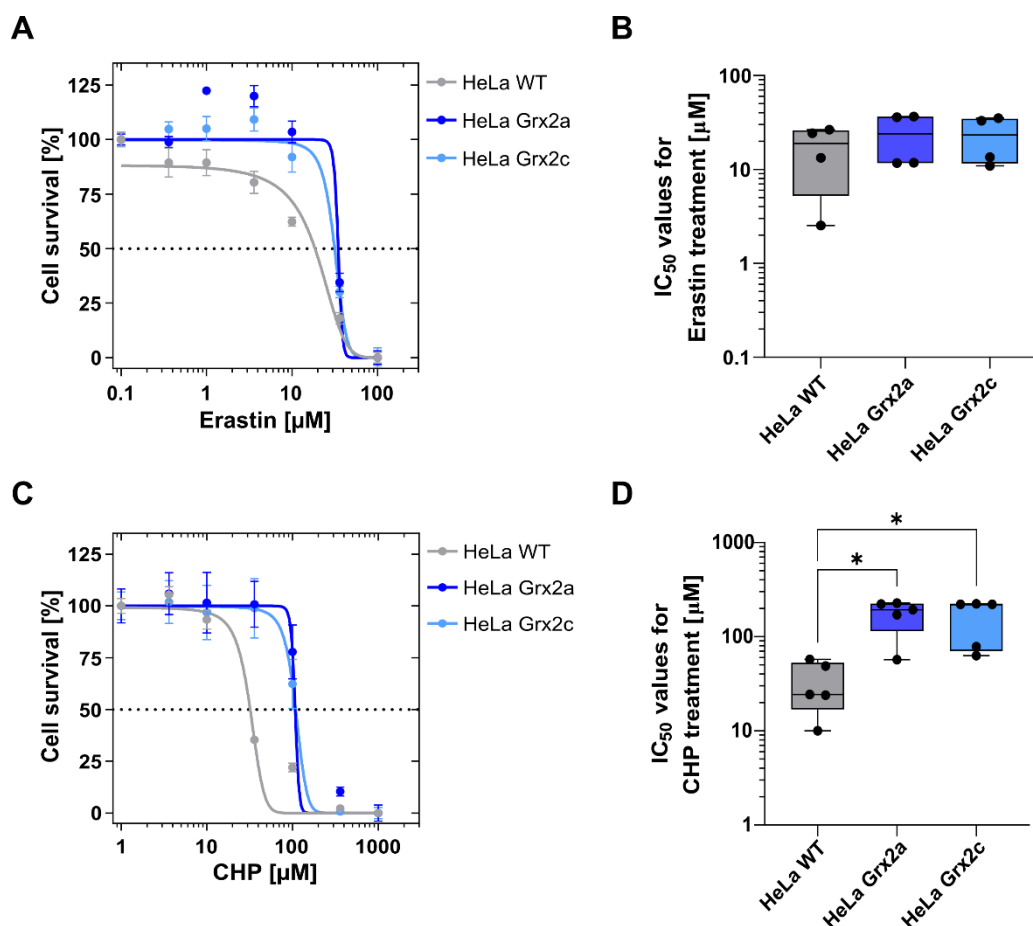 A
Cell survival [%]
125
100
75
50
25
0
0.1
1
10
100
Erastin [µM]
HeLa WT
HeLa Grx2a
HeLa Grx2c
B
IC50 values for
Erastin treatment [µM]
100
10
1
0.1
HeLa WT
HeLa Grx2a
HeLa Grx2c
C
Cell survival [%]
125
100
75
50
25
0
1
10
100
1000
CHP [µM]
HeLa WT
HeLa Grx2a
HeLa Grx2c
D
IC50 values for
CHP treatment [µM]
1000
100
10
1
*
*
HeLa WT
HeLa Grx2a
HeLa Grx2c